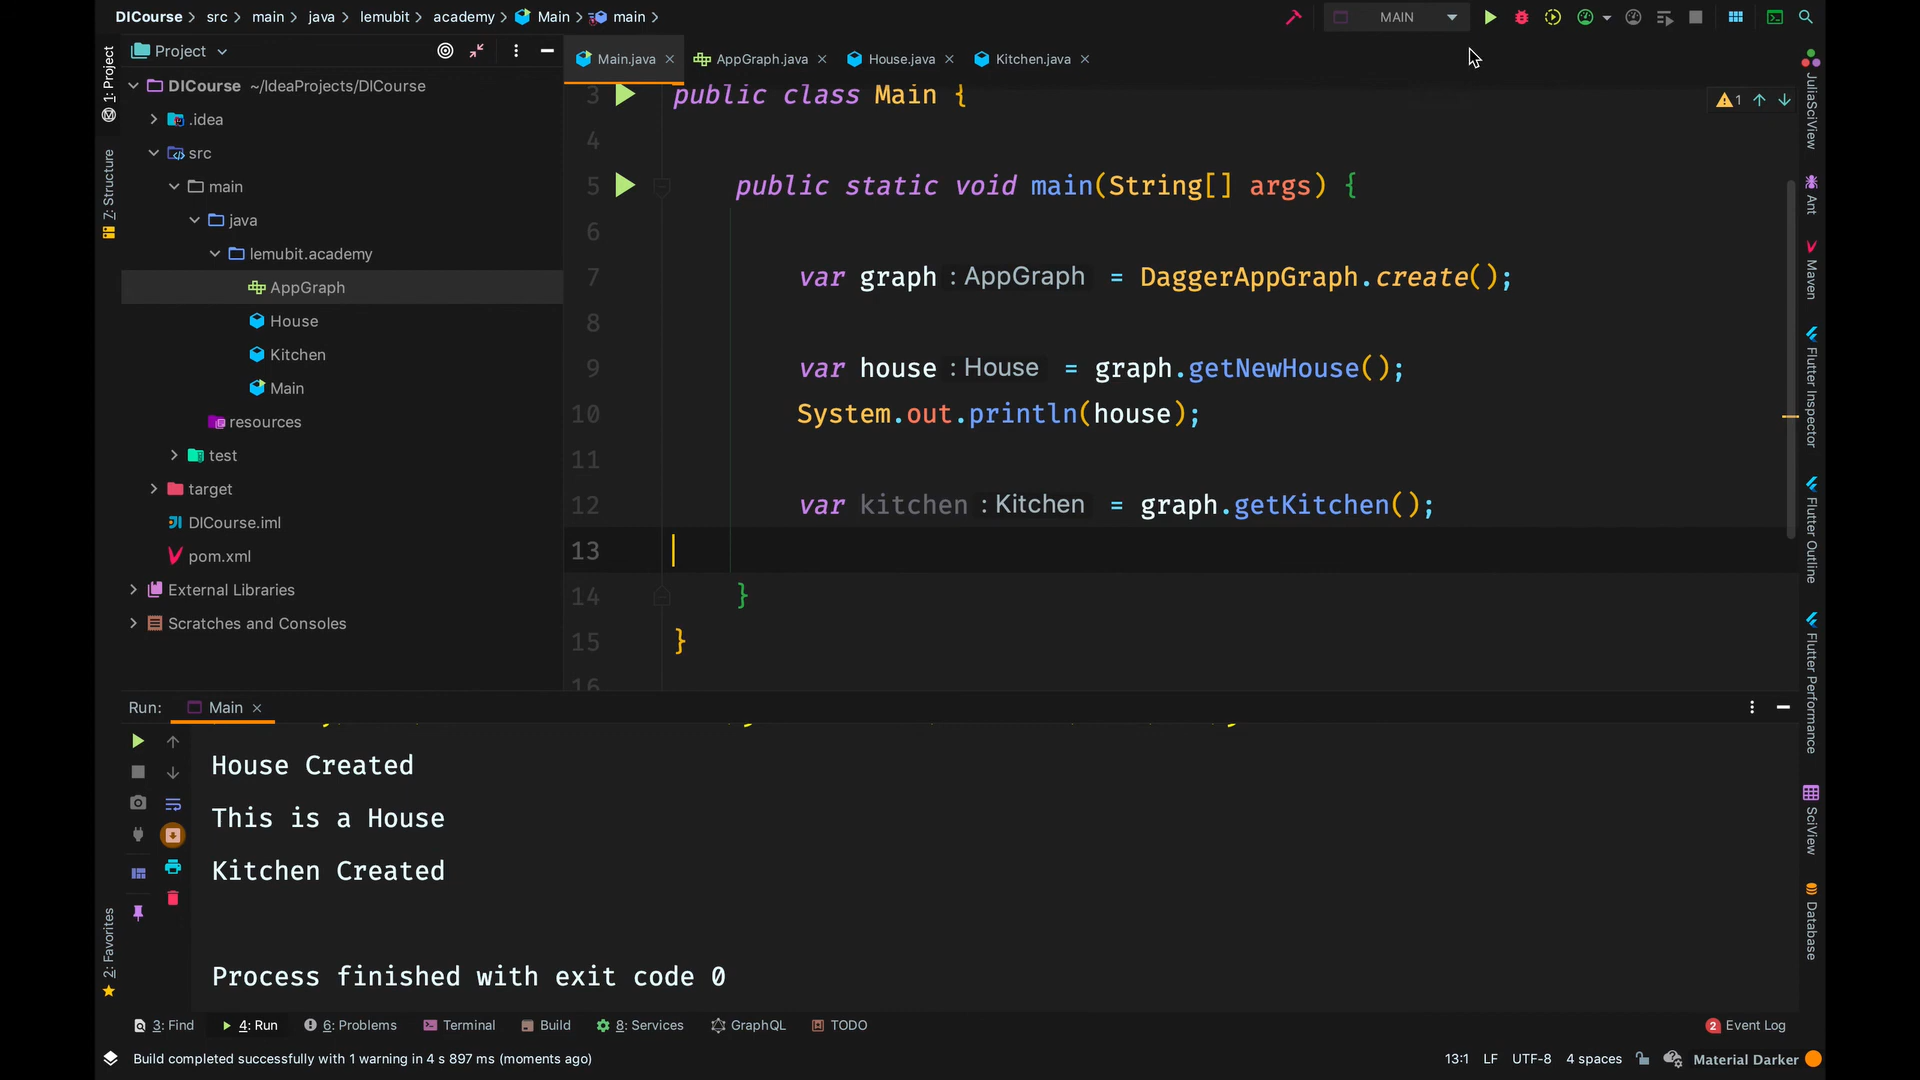 DICourse > src > main > java > lemubit > academy > Main > main >
MAIN
Project
Main.java × AppGraph.java × House.java × Kitchen.java ×
DICourse ~/IdeaProjects/DICourse
.idea
src
main
java
lemubit.academy
AppGraph
House
Kitchen
Main
resources
test
target
DICourse.iml
pom.xml
External Libraries
Scratches and Consoles
1: Project
7: Structure
2: Favorites
3 public class Main {
4
5 public static void main(String[] args) {
6
7 var graph : AppGraph = DaggerAppGraph.create();
8
9 var house : House = graph.getNewHouse();
10 System.out.println(house);
11
12 var kitchen : Kitchen = graph.getKitchen();
13
14 }
15 }
16
1
JuliaSciView
Ant
Maven
Flutter Inspector
Flutter Outline
Flutter Performance
SciView
Database
Run: Main ×
House Created
This is a House
Kitchen Created
Process finished with exit code 0
3: Find 4: Run 6: Problems Terminal Build 8: Services GraphQL TODO 2 Event Log
Build completed successfully with 1 warning in 4 s 897 ms (moments ago) 13:1 LF UTF-8 4 spaces Material Darker